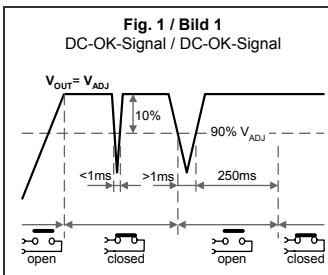 Fig. 1 / Bild 1
DC-OK-Signal / DC-OK-Signal
VOUT= VADJ
10%
90% VADJ
<1ms
>1ms
250ms
open
closed
open
closed